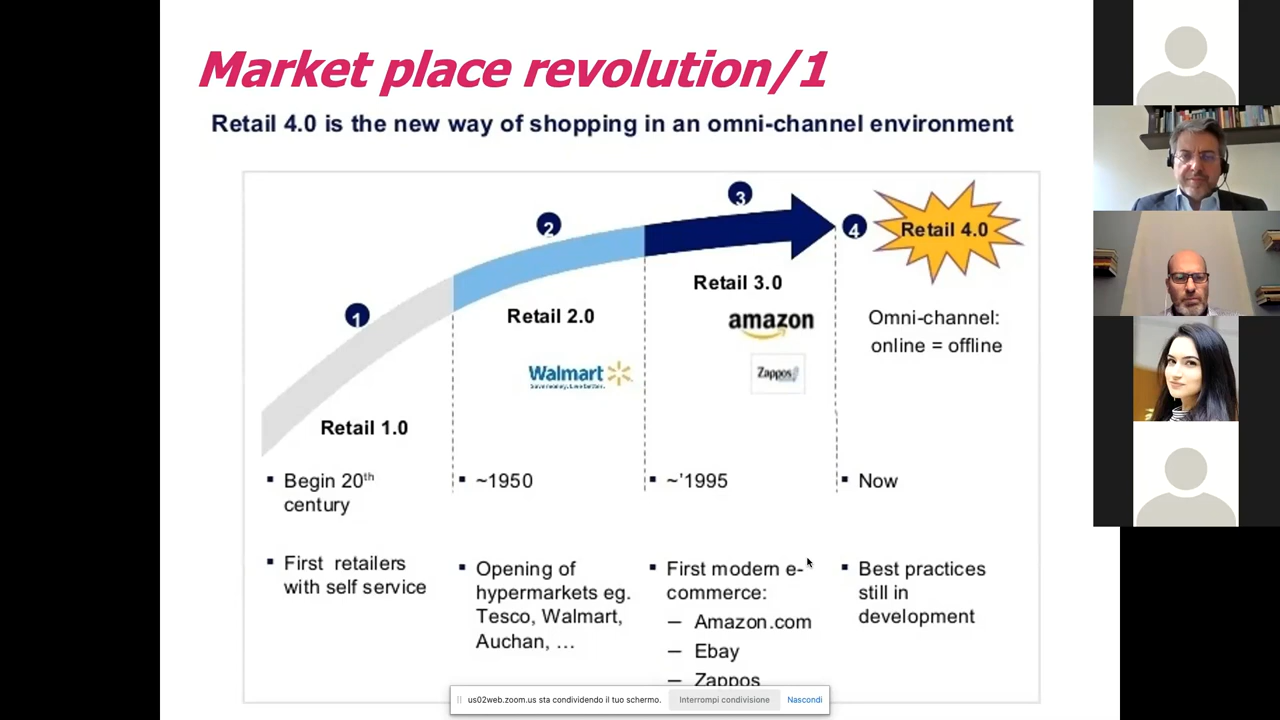 Market place revolution/1
Retail 4.0 is the new way of shopping in an omni-channel environment
1
2
3
4
Retail 4.0
Retail 3.0
Retail 2.0
Retail 1.0
amazon
Zappos
Walmart
Save money. Live better.
Omni-channel:
online = offline
▪ Begin 20th
century
▪ First retailers
with self service
▪ ~1950
▪ Opening of
hypermarkets eg.
Tesco, Walmart,
Auchan, …
▪ ~'1995
▪ First modern e-
commerce:
– Amazon.com
– Ebay
– Zappos
▪ Now
▪ Best practices
still in
development
us02web.zoom.us sta condividendo il tuo schermo.
Interrompi condivisione
Nascondi